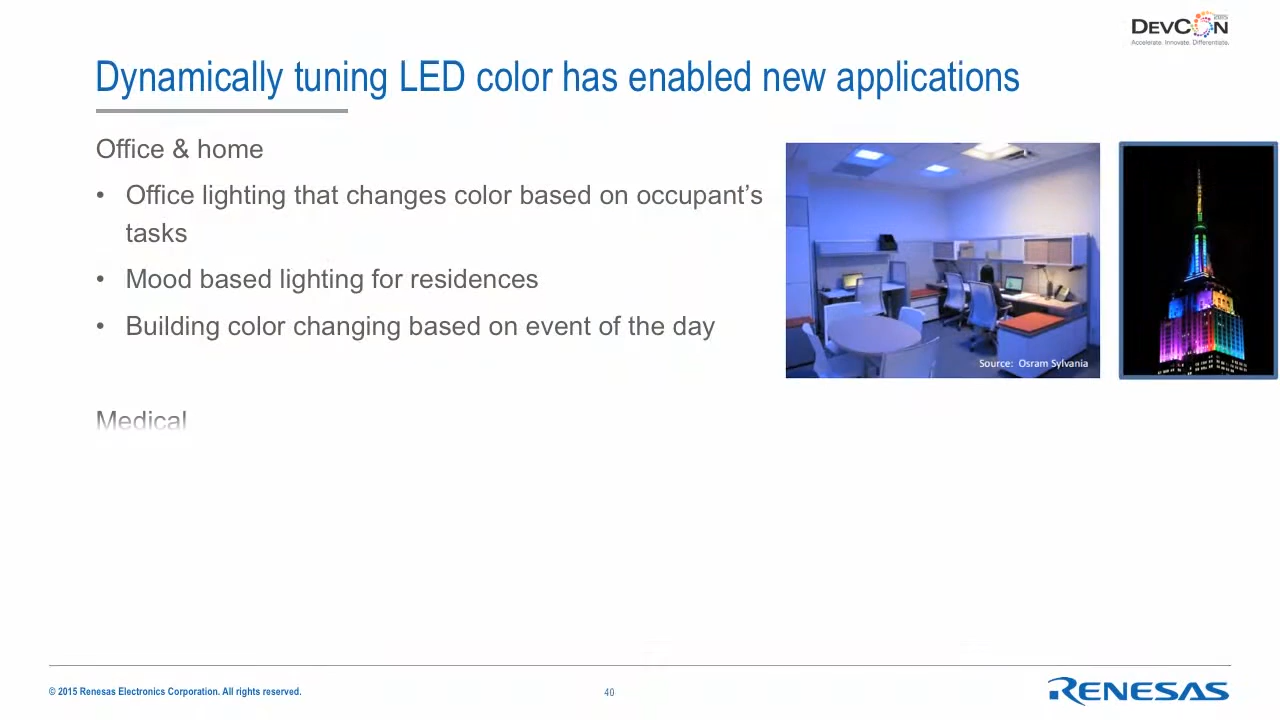 DevCon 2015
Accelerate. Innovate. Differentiate.
Dynamically tuning LED color has enabled new applications
Office & home
• Office lighting that changes color based on occupant’s
tasks
• Mood based lighting for residences
• Building color changing based on event of the day
Source: Osram Sylvania
Medical
© 2015 Renesas Electronics Corporation. All rights reserved.
40
RENESAS